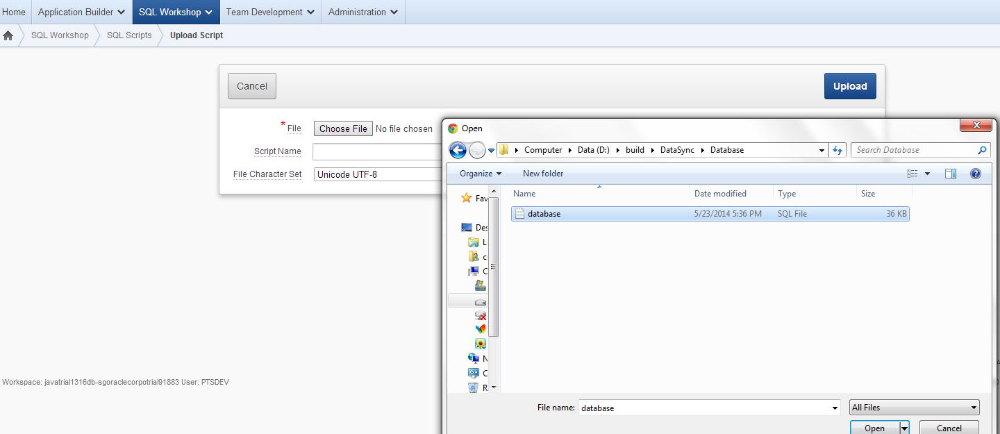 Home Application Builder SQL Workshop Team Development Administration
SQL Workshop SQL Scripts Upload Script
Cancel Upload
* File Choose File No file chosen
Script Name
File Character Set Unicode UTF-8
Open
Computer Data (D:) build DataSync Database Search Database
Organize New folder
Name Date modified Type Size
database 5/23/2014 5:36 PM SQL File 36 KB
Fav
Des
L
c
C
N
C
R
File name: database All Files
Open Cancel
Workspace: javatrial1316db-sgoraclecorpotrial91883 User: PTSDEV